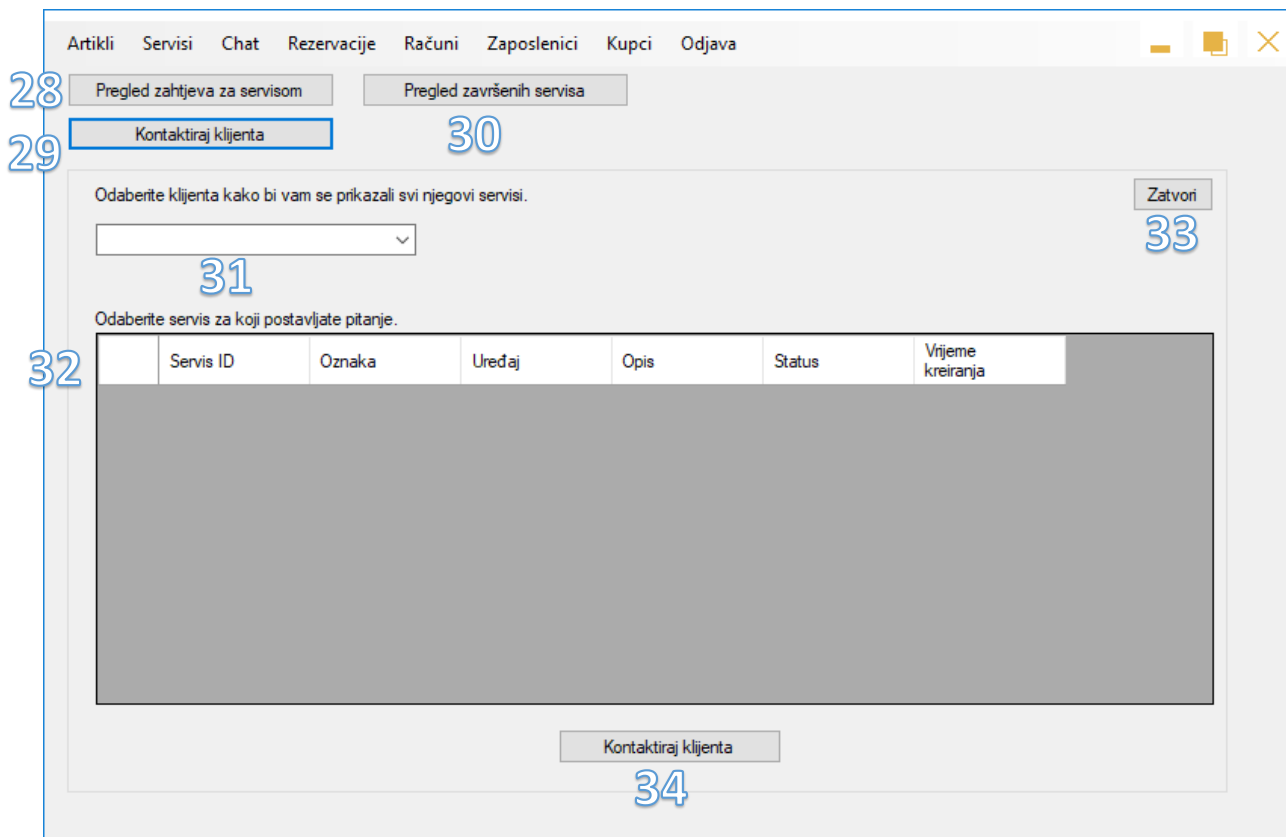 Artikli Servisi Chat Rezervacije Računi Zaposlenici Kupci Odjava
28 Pregled zahtjeva za servisom Pregled završenih servisa
29 Kontaktiraj klijenta 30
Odaberite klijenta kako bi vam se prikazali svi njegovi servisi. Zatvori
33
31
Odaberite servis za koji postavljate pitanje.
32 Servis ID Oznaka Uređaj Opis Status Vrijeme
kreiranja
Kontaktiraj klijenta
34